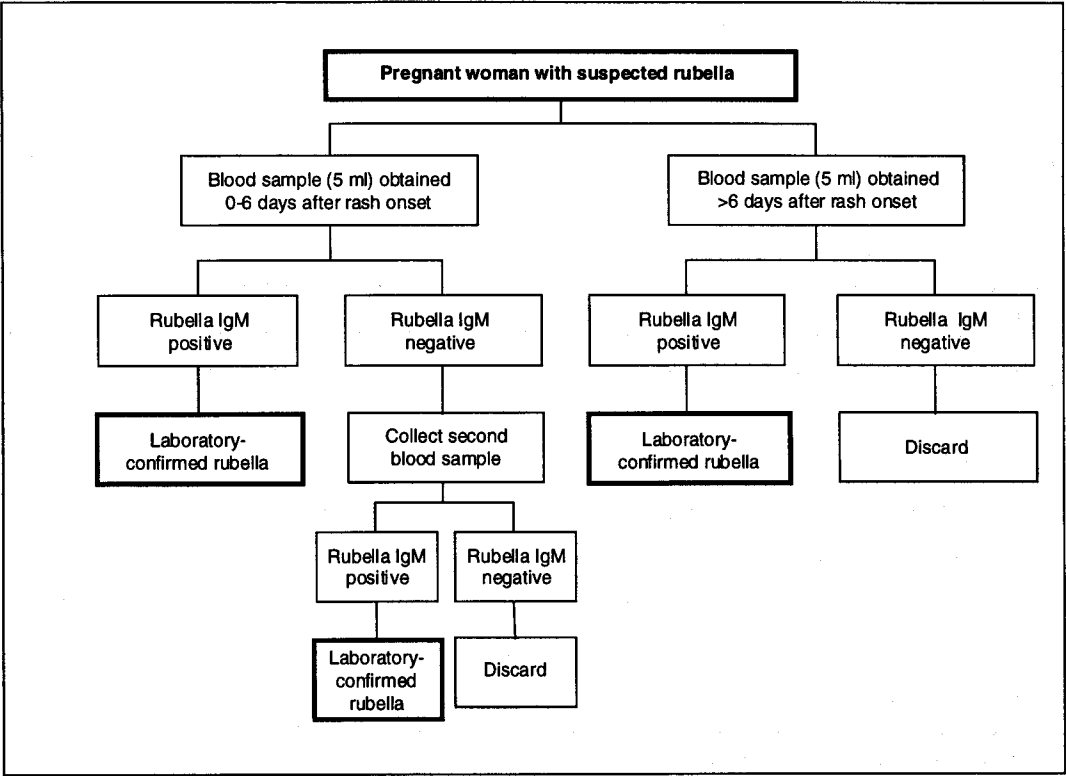 Pregnant woman with suspected rubella
Blood sample (5 ml) obtained
0-6 days after rash onset
Blood sample (5 ml) obtained
>6 days after rash onset
Rubella IgM
positive
Rubella IgM
negative
Rubella IgM
positive
Rubella IgM
negative
Laboratory-
confirmed rubella
Collect second
blood sample
Laboratory-
confirmed rubella
Discard
Rubella IgM
positive
Rubella IgM
negative
Laboratory-
confirmed
rubella
Discard